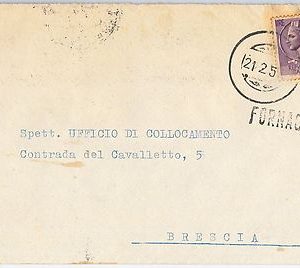 21.2.5
FORNAC
Spett. UFFICIO DI COLLOCAMENTO
Contrada del Cavalletto, 5
BRESCIA